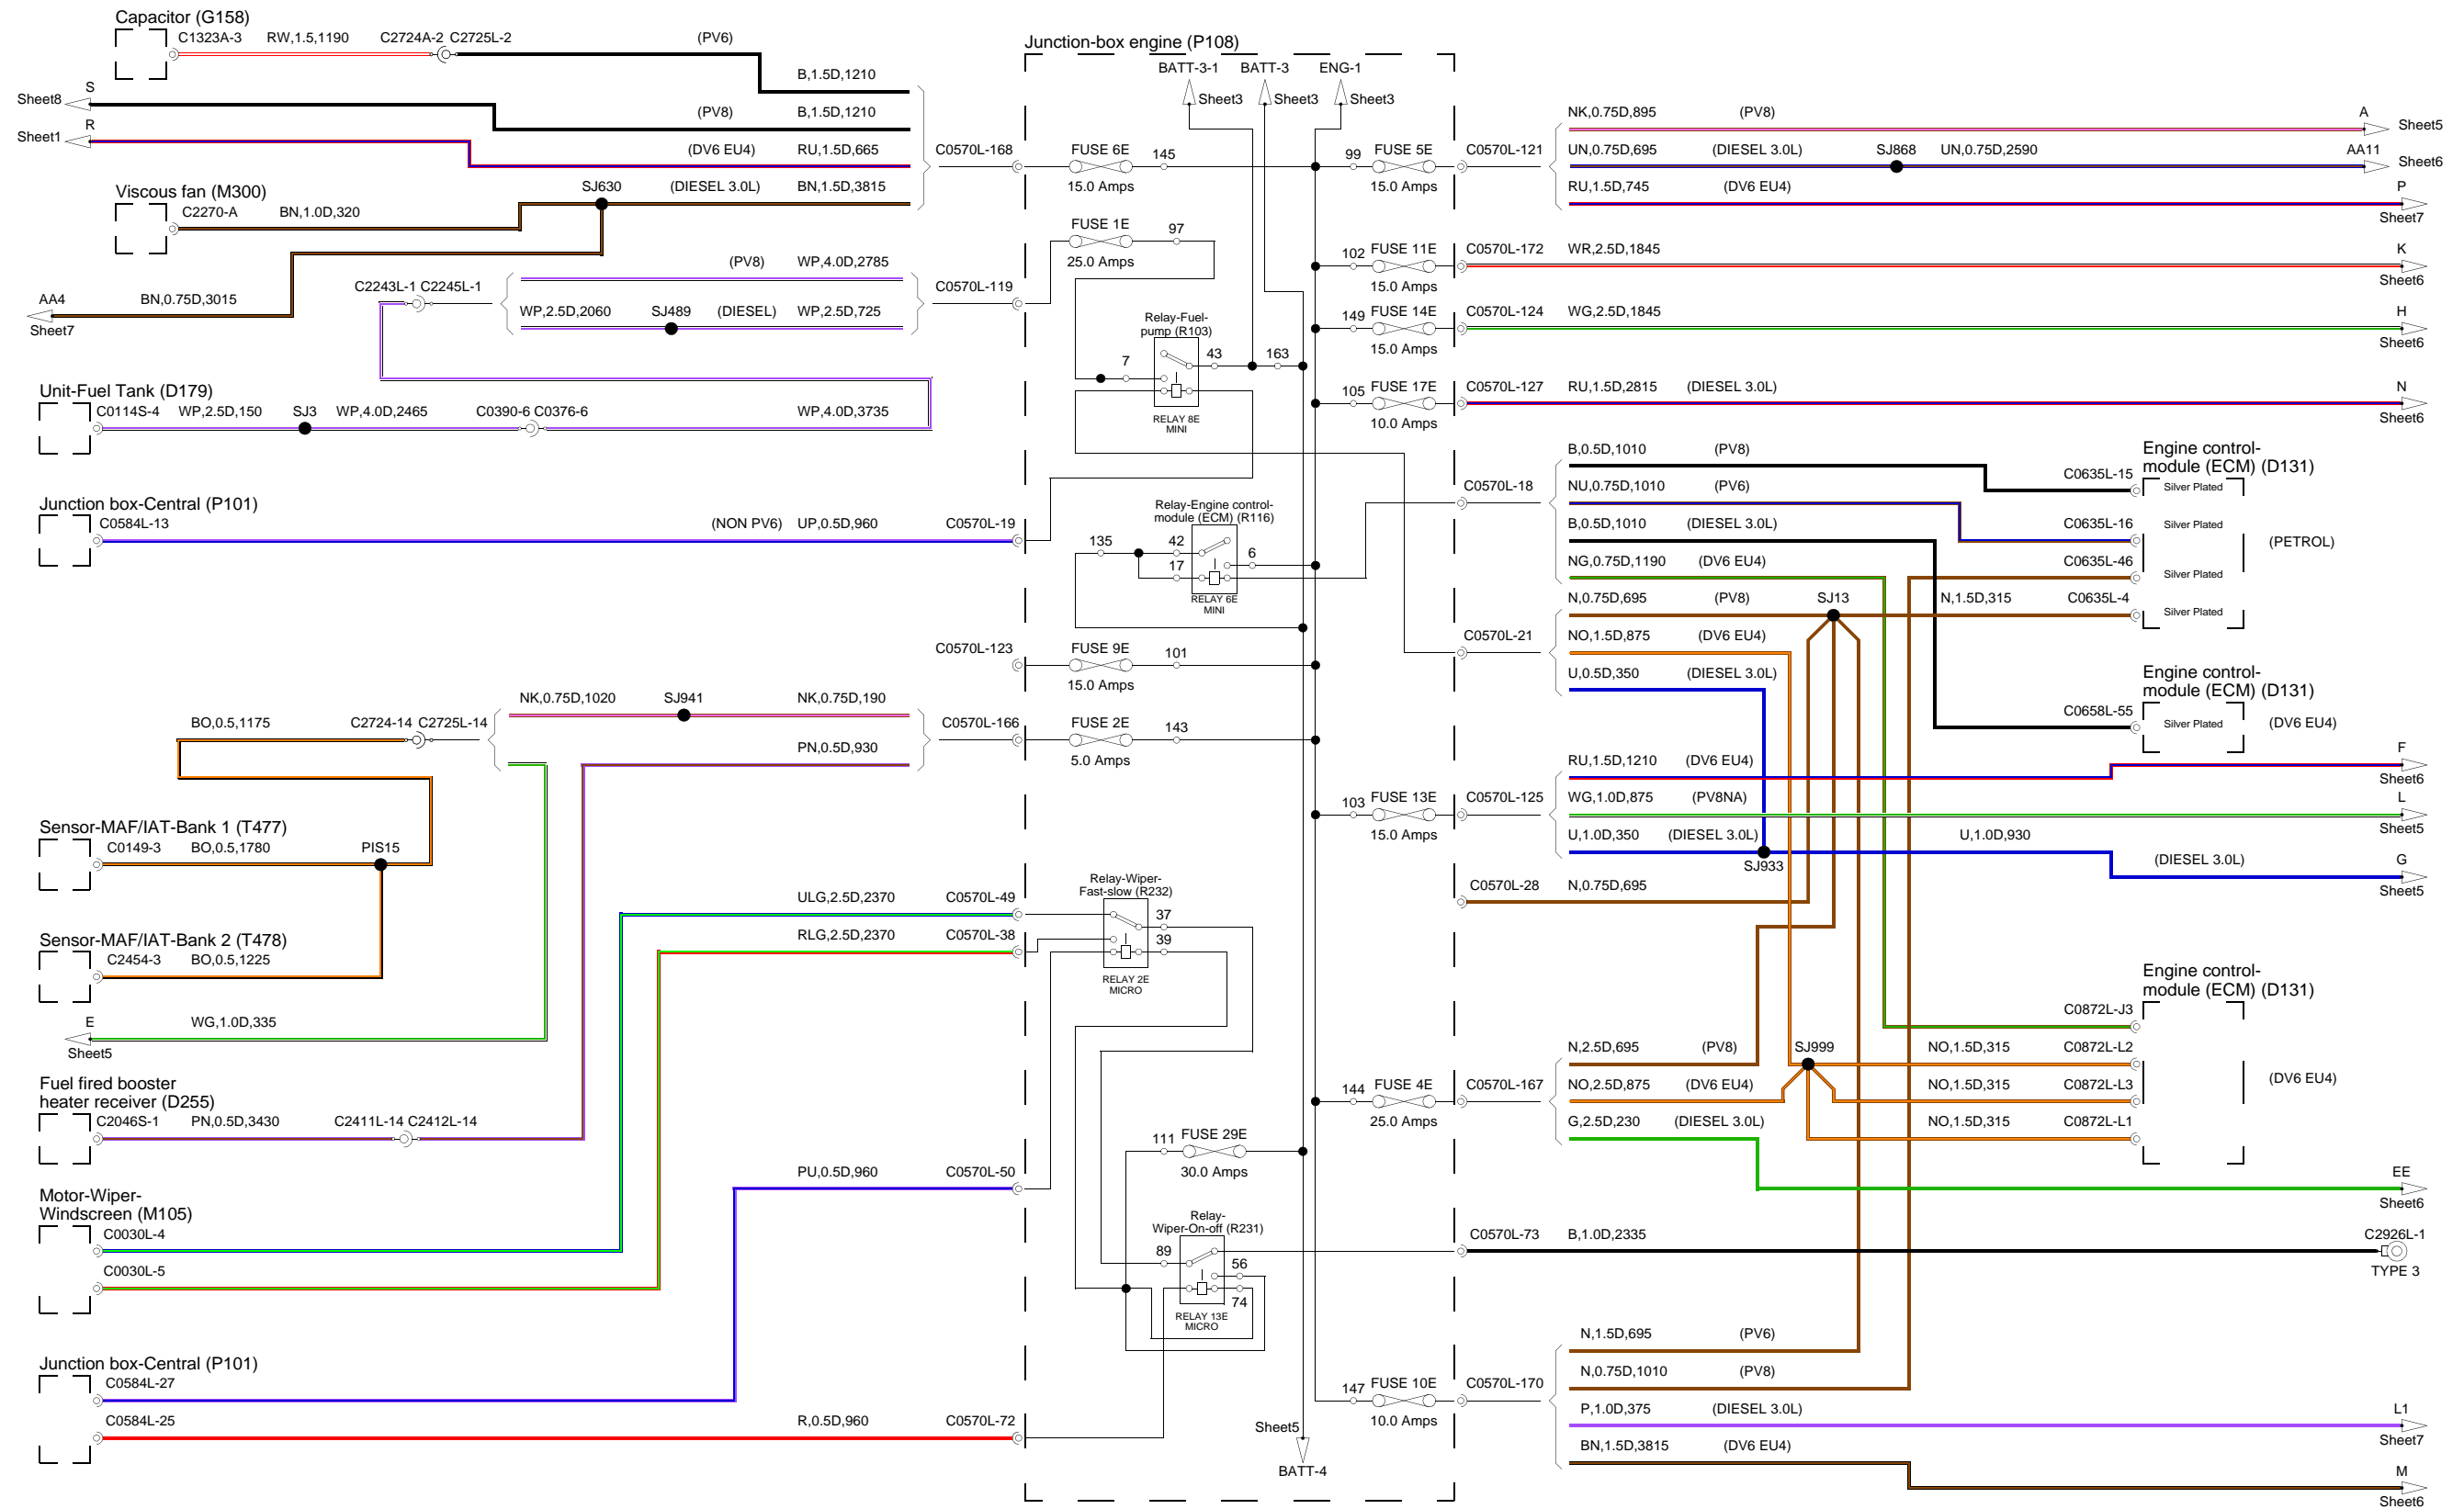 Capacitor (G158)
C1323A-3 RW,1.5,1190 C2724A-2 C2725L-2 (PV6)
B,1.5D,1210
S
Sheet8
(PV8) B,1.5D,1210
R
Sheet1
(DV6 EU4) RU,1.5D,665 C0570L-168
Viscous fan (M300)
SJ630 (DIESEL 3.0L) BN,1.5D,3815
C2270-A BN,1.0D,320
(PV8) WP,4.0D,2785
C2243L-1 C2245L-1 C0570L-119
AA4 BN,0.75D,3015
Sheet7
WP,2.5D,2060 SJ489 (DIESEL) WP,2.5D,725
Unit-Fuel Tank (D179)
C0114S-4 WP,2.5D,150 SJ3 WP,4.0D,2465 C0390-6 C0376-6 WP,4.0D,3735
Junction box-Central (P101)
C0584L-13 (NON PV6) UP,0.5D,960 C0570L-19
C0570L-123
NK,0.75D,1020 SJ941 NK,0.75D,190
BO,0.5,1175 C2724-14 C2725L-14 C0570L-166
PN,0.5D,930
Sensor-MAF/IAT-Bank 1 (T477)
C0149-3 BO,0.5,1780 PIS15
ULG,2.5D,2370 C0570L-49
RLG,2.5D,2370 C0570L-38
Sensor-MAF/IAT-Bank 2 (T478)
C2454-3 BO,0.5,1225
E WG,1.0D,335
Sheet5
Fuel fired booster
heater receiver (D255)
C2046S-1 PN,0.5D,3430 C2411L-14 C2412L-14
PU,0.5D,960 C0570L-50
Motor-Wiper-
Windscreen (M105)
C0030L-4
C0030L-5
Junction box-Central (P101)
C0584L-27
C0584L-25 R,0.5D,960 C0570L-72
Junction-box engine (P108)
BATT-3-1 BATT-3 ENG-1
Sheet3 Sheet3 Sheet3
FUSE 6E 145
15.0 Amps
99 FUSE 5E
15.0 Amps
FUSE 1E 97
25.0 Amps
102 FUSE 11E
15.0 Amps
149 FUSE 14E
15.0 Amps
Relay-Fuel-
pump (R103)
7 43 163
RELAY 8E
MINI
105 FUSE 17E
10.0 Amps
Relay-Engine control-
module (ECM) (R116)
135 42 6
17
RELAY 6E
MINI
FUSE 9E 101
15.0 Amps
FUSE 2E 143
5.0 Amps
103 FUSE 13E
15.0 Amps
Relay-Wiper-
Fast-slow (R232)
37
39
RELAY 2E
MICRO
144 FUSE 4E
25.0 Amps
111 FUSE 29E
30.0 Amps
Relay-
Wiper-On-off (R231)
89 56
74
RELAY 13E
MICRO
147 FUSE 10E
10.0 Amps
Sheet5
BATT-4
NK,0.75D,895 (PV8) A
Sheet5
C0570L-121 UN,0.75D,695 (DIESEL 3.0L) SJ868 UN,0.75D,2590 AA11
Sheet6
RU,1.5D,745 (DV6 EU4) P
Sheet7
C0570L-172 WR,2.5D,1845 K
Sheet6
C0570L-124 WG,2.5D,1845 H
Sheet6
C0570L-127 RU,1.5D,2815 (DIESEL 3.0L) N
Sheet6
B,0.5D,1010 (PV8)
Engine control-
module (ECM) (D131)
C0635L-15 Silver Plated
C0570L-18 NU,0.75D,1010 (PV6)
B,0.5D,1010 (DIESEL 3.0L) C0635L-16 Silver Plated
(PETROL)
NG,0.75D,1190 (DV6 EU4) C0635L-46 Silver Plated
N,0.75D,695 (PV8) SJ13 N,1.5D,315 C0635L-4 Silver Plated
C0570L-21 NO,1.5D,875 (DV6 EU4)
U,0.5D,350 (DIESEL 3.0L)
Engine control-
module (ECM) (D131)
C0658L-55 Silver Plated (DV6 EU4)
RU,1.5D,1210 (DV6 EU4) F
Sheet6
C0570L-125 WG,1.0D,875 (PV8NA) L
Sheet5
U,1.0D,350 (DIESEL 3.0L) U,1.0D,930
SJ933 (DIESEL 3.0L) G
Sheet5
C0570L-28 N,0.75D,695
Engine control-
module (ECM) (D131)
C0872L-J3
N,2.5D,695 (PV8) SJ999 NO,1.5D,315 C0872L-L2
(DV6 EU4)
C0570L-167 NO,2.5D,875 (DV6 EU4) NO,1.5D,315 C0872L-L3
G,2.5D,230 (DIESEL 3.0L) NO,1.5D,315 C0872L-L1
EE
Sheet6
C0570L-73 B,1.0D,2335 C2926L-1
TYPE 3
N,1.5D,695 (PV6)
C0570L-170 N,0.75D,1010 (PV8)
P,1.0D,375 (DIESEL 3.0L) L1
Sheet7
BN,1.5D,3815 (DV6 EU4) M
Sheet6